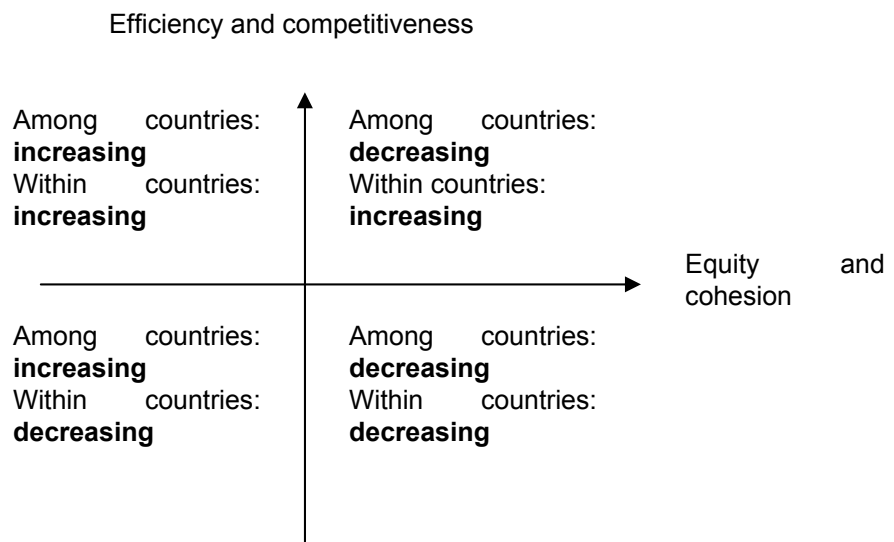 Efficiency and competitiveness
Among countries:
increasing
Within countries:
increasing
Among countries:
decreasing
Within countries:
increasing
Equity and
cohesion
Among countries:
increasing
Within countries:
decreasing
Among countries:
decreasing
Within countries:
decreasing